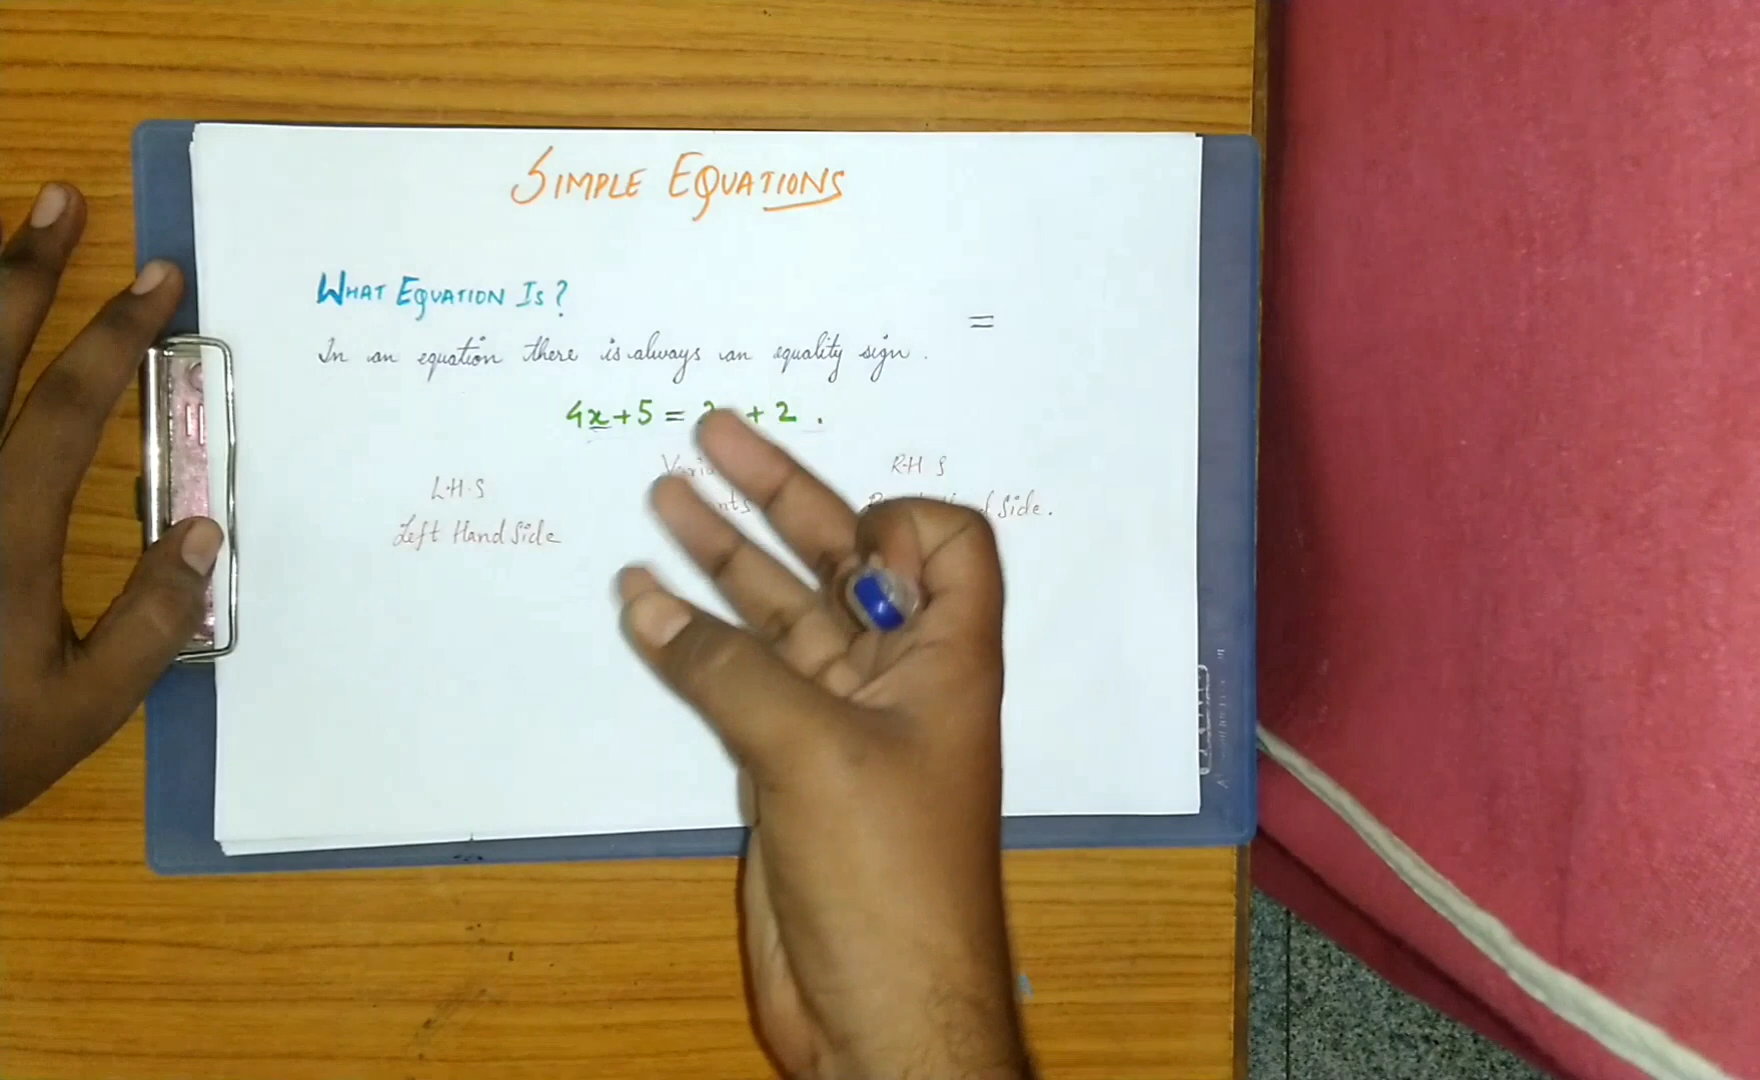 SIMPLE EQUATIONS
WHAT EQUATION IS?
=
In an equation there is always an equality sign.
4x+5 = + 2 .
R.H S
L.H.S
Side.
Left Hand Side